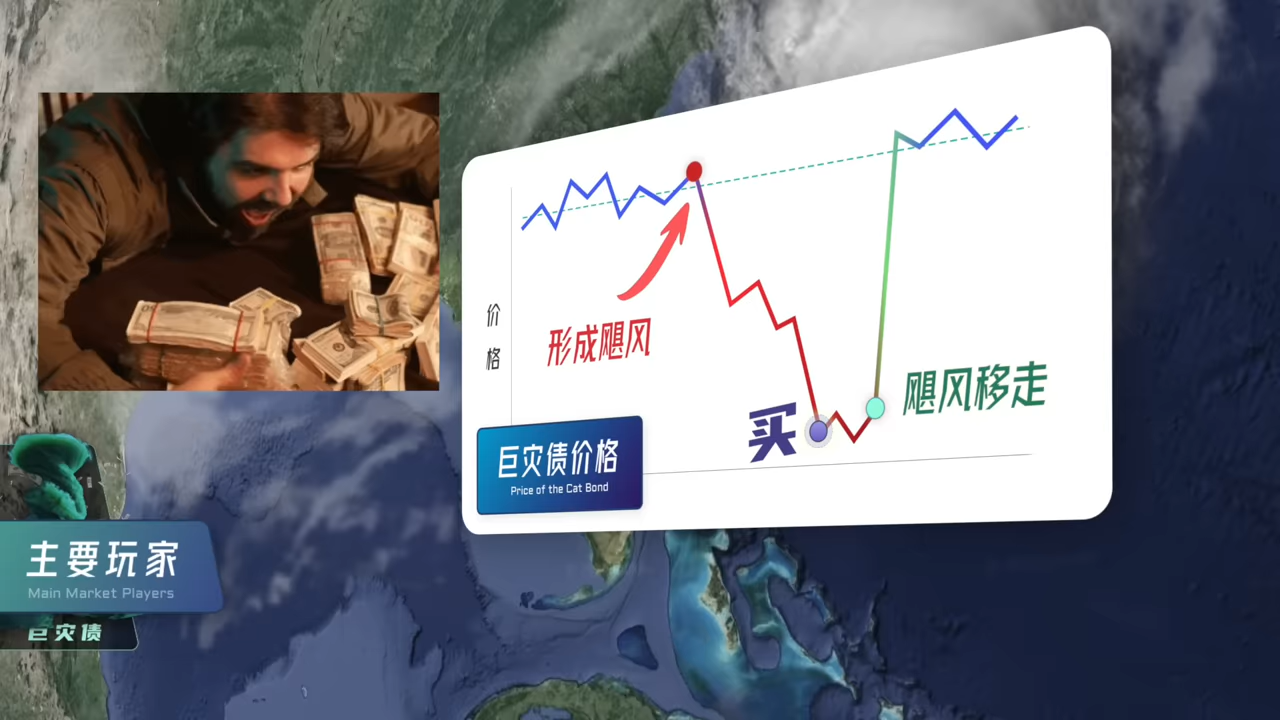 价格
形成飓风
买
飓风移走
巨灾债价格
Price of the Cat Bond
主要玩家
Main Market Players
巨灾债